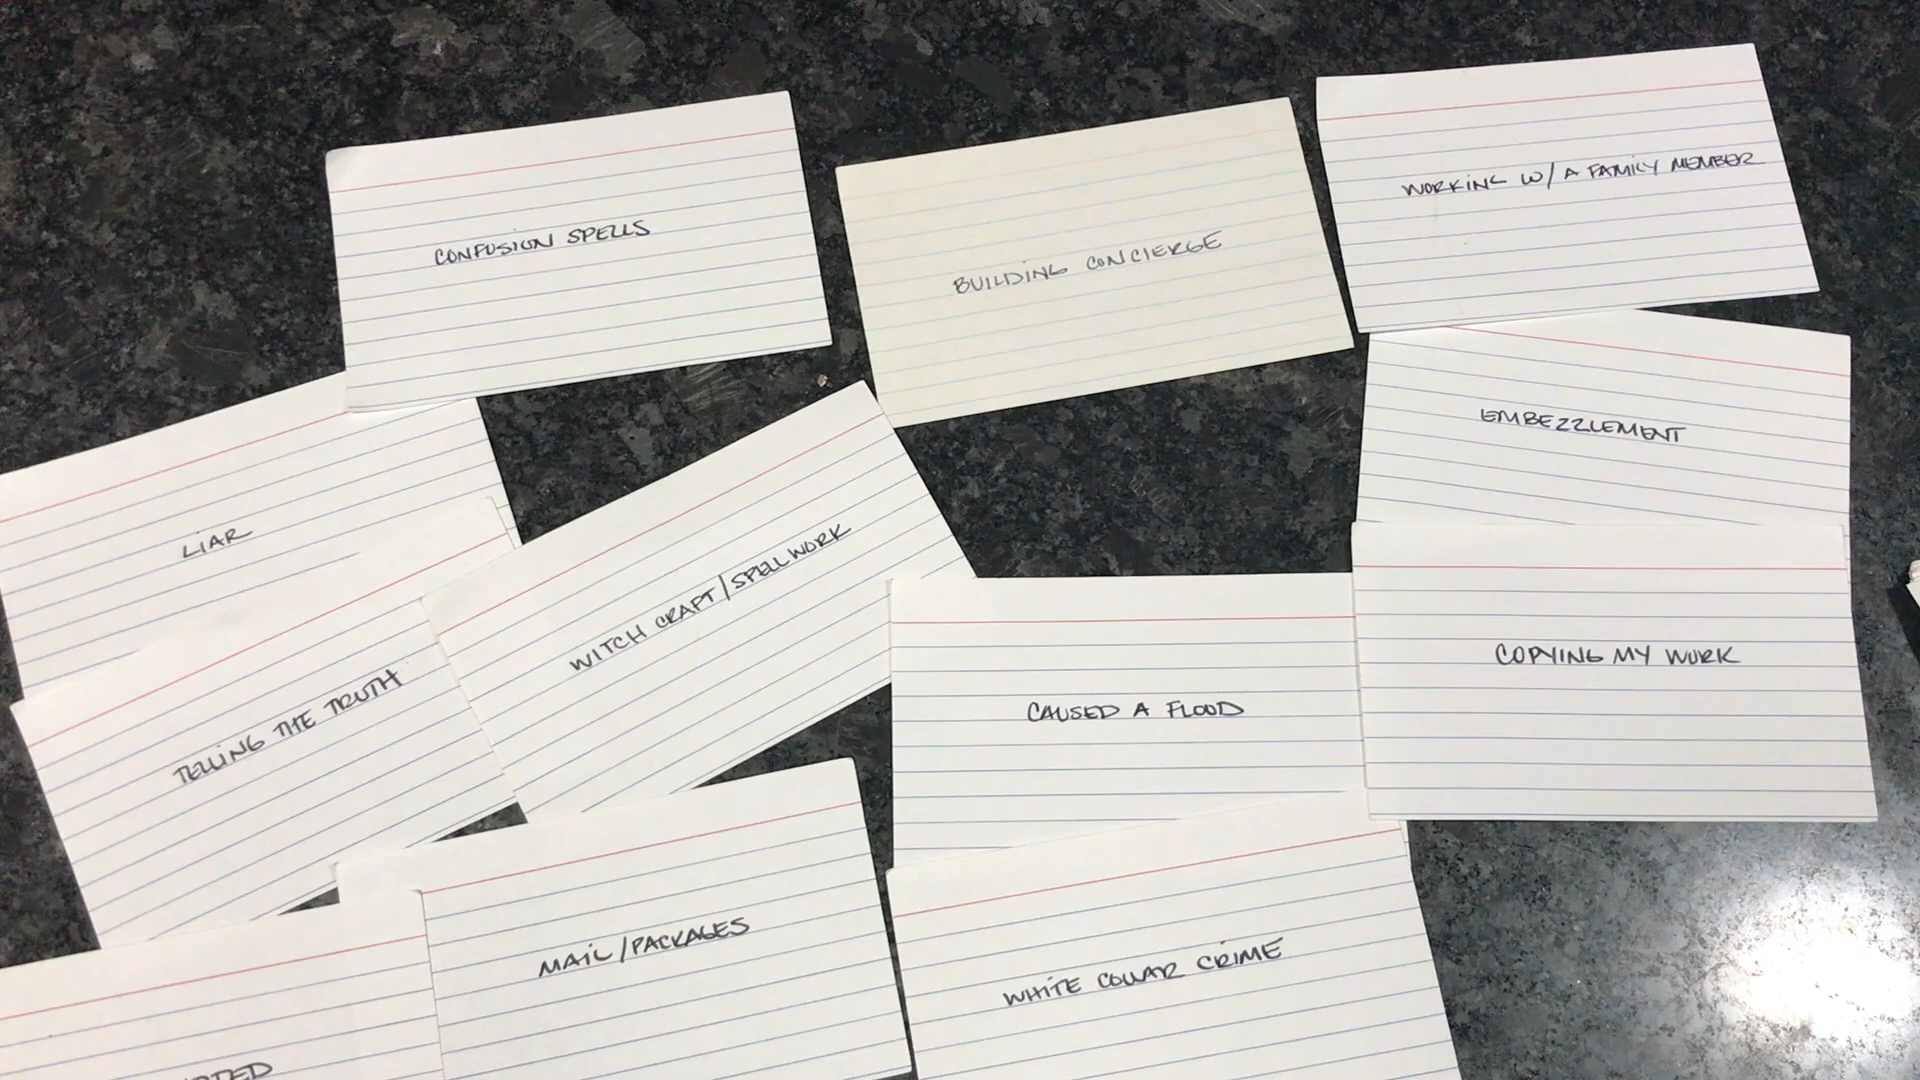 CONFUSION SPELLS
BUILDING CONCIERGE
WORKING W/ A FAMILY MEMBER
EMBEZZLEMENT
LIAR
WITCH CRAFT/SPELL WORK
TELLING THE TRUTH
COPYING MY WORK
CAUSED A FLOOD
MAIL/PACKAGES
WHITE COLLAR CRIME